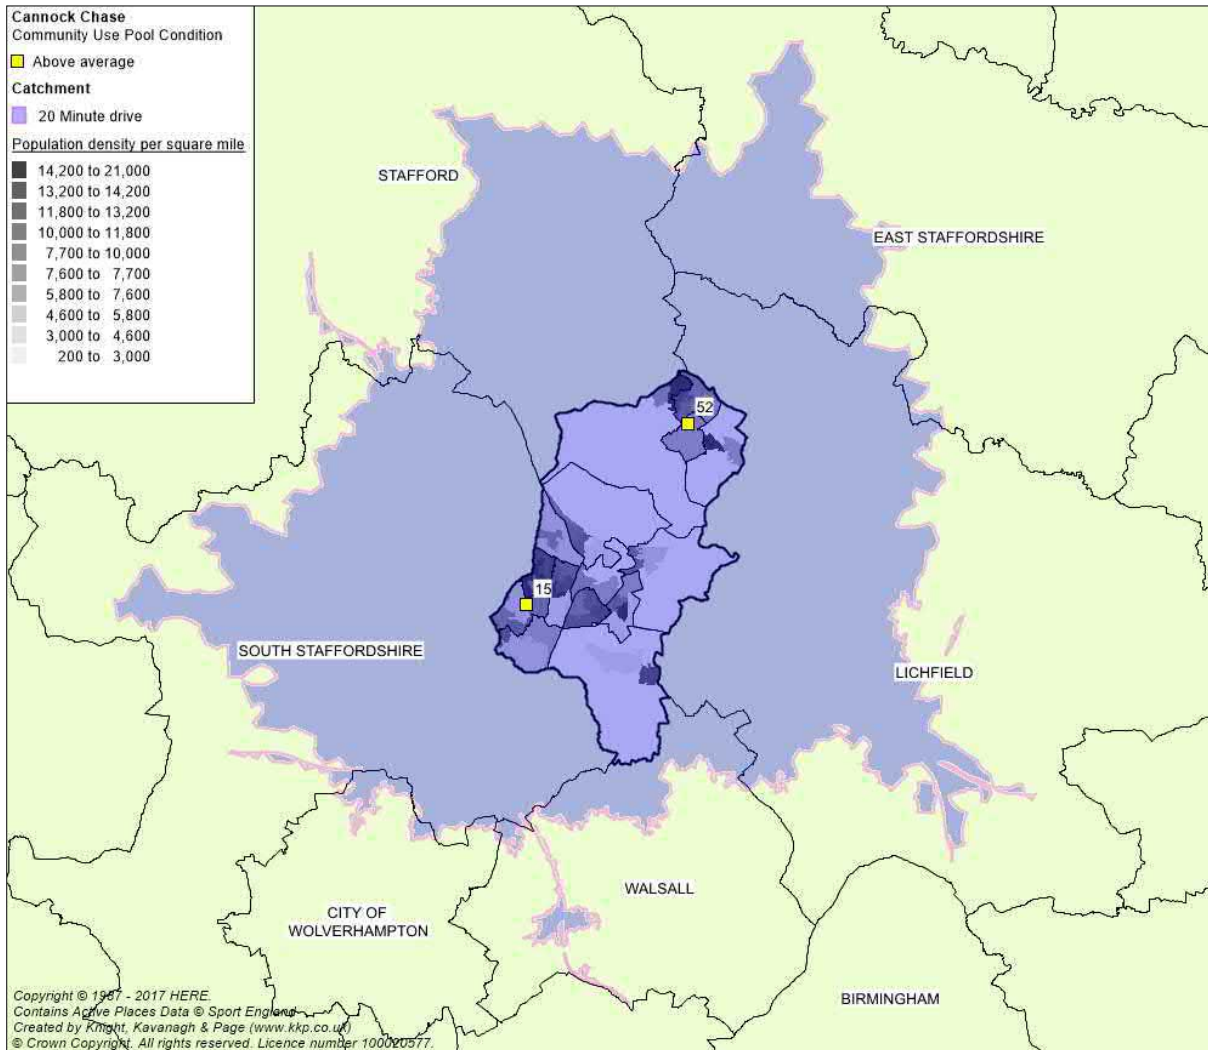 Cannock Chase
Community Use Pool Condition
Above average
Catchment
20 Minute drive
Population density per square mile
14,200 to 21,000
13,200 to 14,200
11,800 to 13,200
10,000 to 11,800
7,700 to 10,000
7,600 to 7,700
5,800 to 7,600
4,600 to 5,800
3,000 to 4,600
200 to 3,000
STAFFORD
EAST STAFFORDSHIRE
52
15
SOUTH STAFFORDSHIRE
LICHFIELD
WALSALL
CITY OF
WOLVERHAMPTON
BIRMINGHAM
Copyright © 1987 - 2017 HERE.
Contains Active Places Data © Sport England
Created by Knight, Kavanagh & Page (www.kkp.co.uk)
© Crown Copyright. All rights reserved. Licence number 100020577.